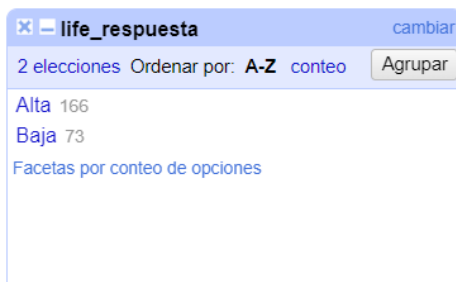 life_respuesta cambiar
2 elecciones Ordenar por: A-Z conteo Agrupar
Alta 166
Baja 73
Facetas por conteo de opciones